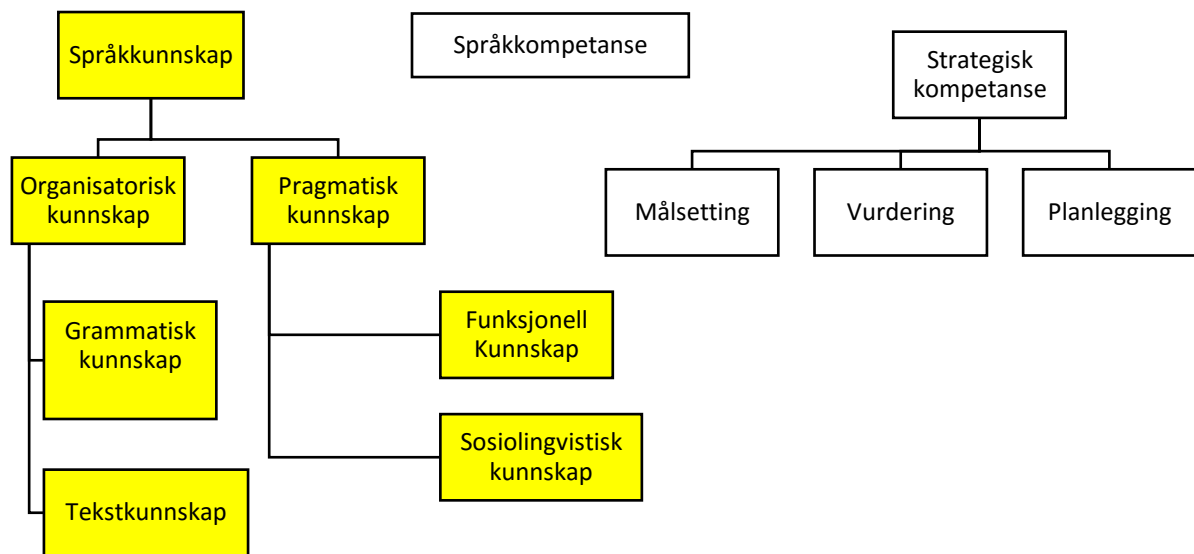 Språkkunnskap
Språkkompetanse
Strategisk
kompetanse
Organisatorisk
kunnskap
Pragmatisk
kunnskap
Målsetting
Vurdering
Planlegging
Grammatisk
kunnskap
Funksjonell
Kunnskap
Sosiolingvistisk
kunnskap
Tekstkunnskap